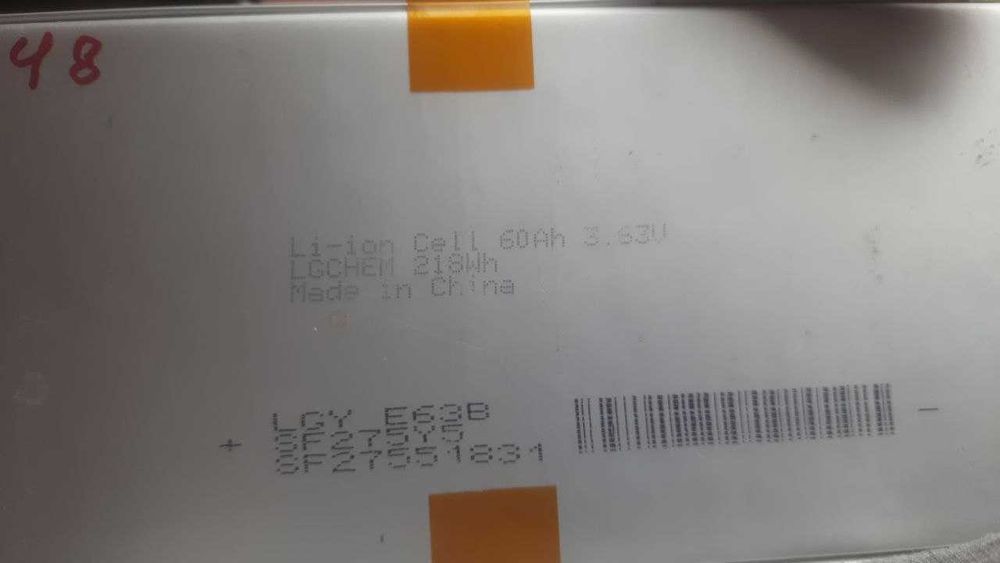 48
Li-ion Cell 60Ah 3.63V
LGCHEM 218Wh
Made in China
LGY E63B
+ -